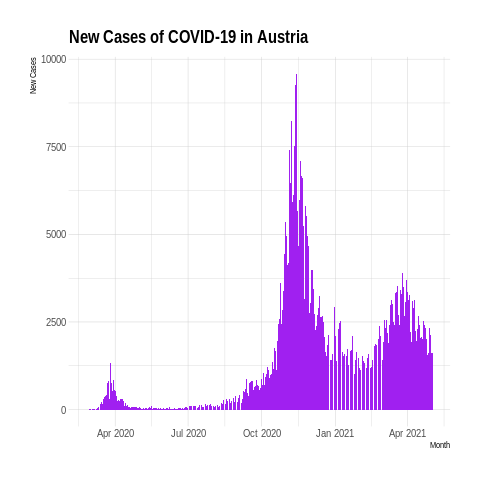 New Cases of COVID-19 in Austria
New Cases
10000
7500
5000
2500
0
Apr 2020 Jul 2020 Oct 2020 Jan 2021 Apr 2021
Month